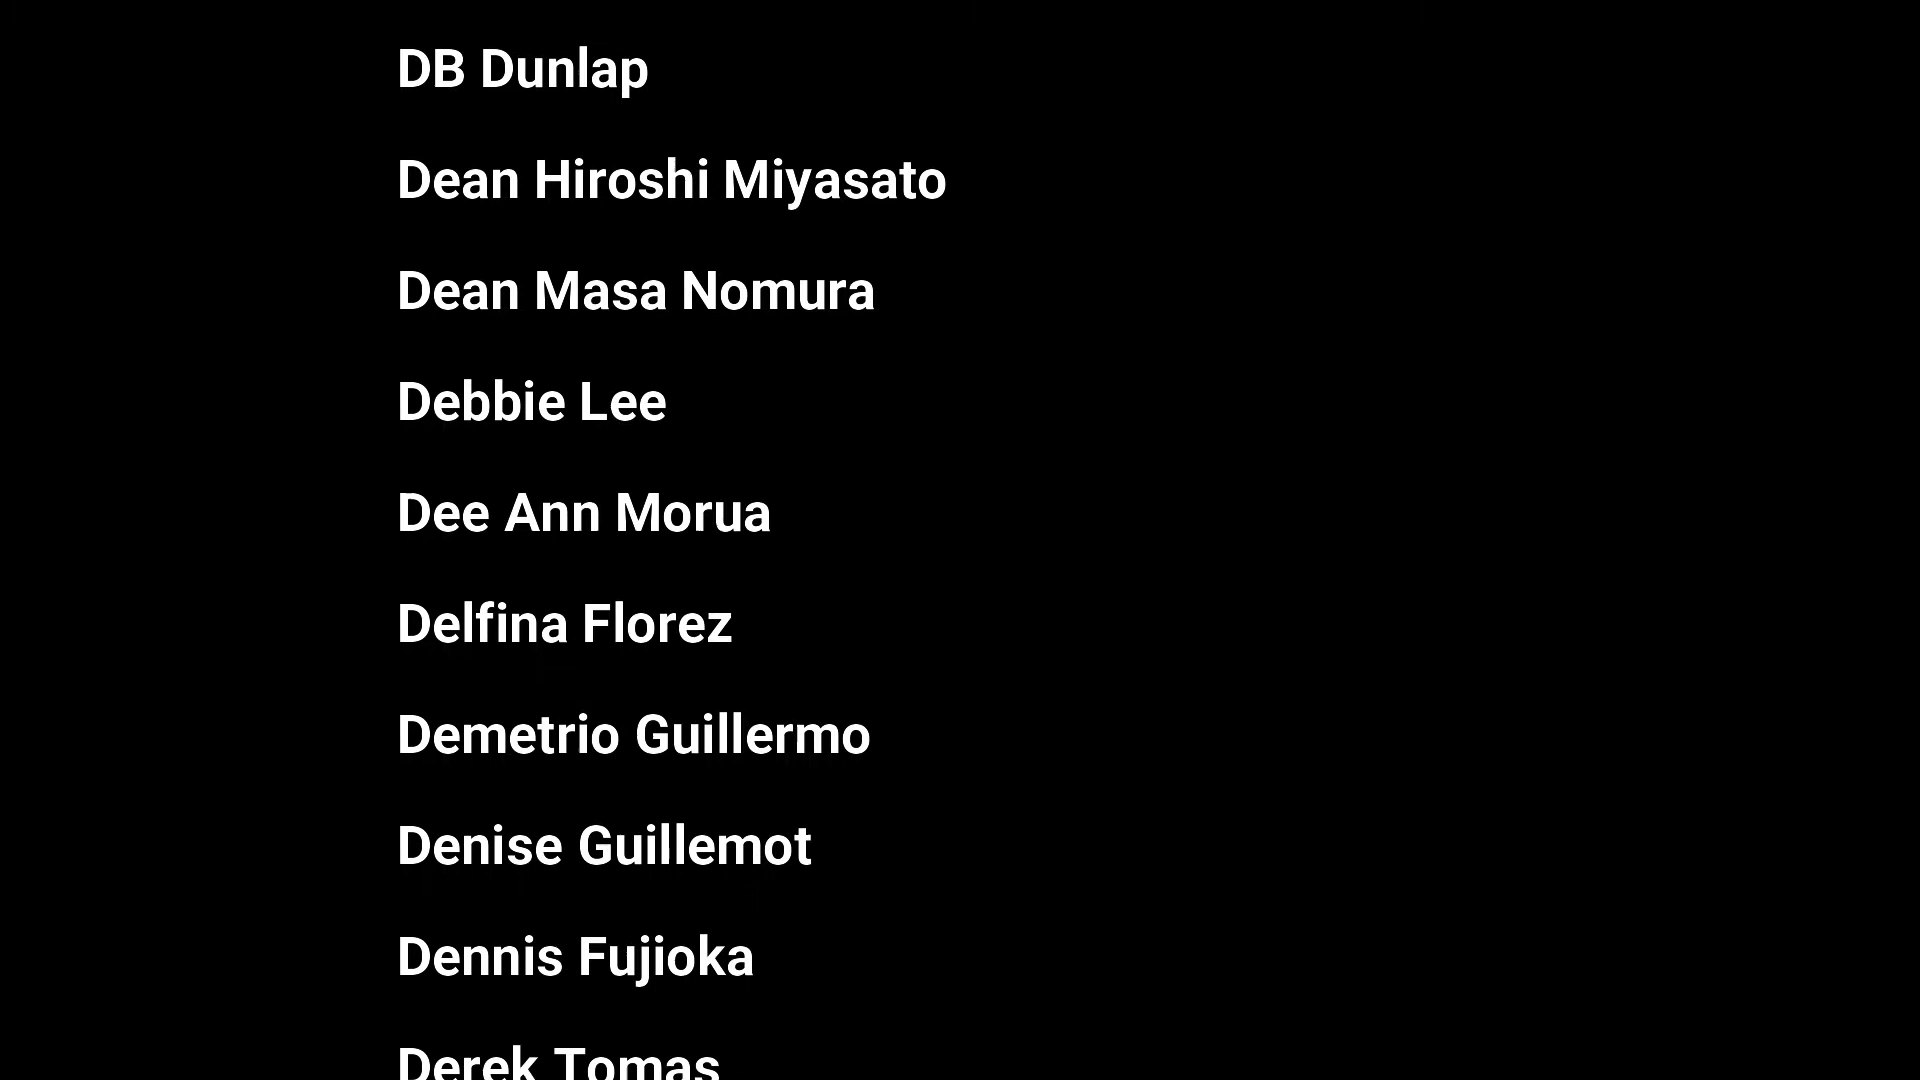 DB Dunlap
Dean Hiroshi Miyasato
Dean Masa Nomura
Debbie Lee
Dee Ann Morua
Delfina Florez
Demetrio Guillermo
Denise Guillemot
Dennis Fujioka
Derek Tomas